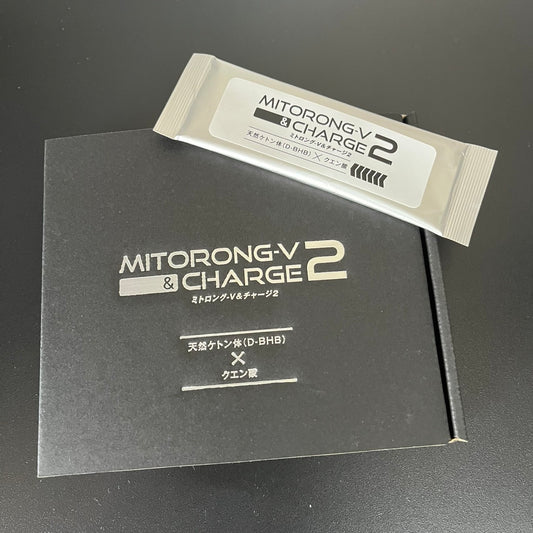 MITORONG-V
& CHARGE 2
ミトロング-V&チャージ2
天然ケトン体(D-BHB)×クエン酸
MITORONG-V
& CHARGE 2
ミトロング-V&チャージ2
天然ケトン体(D-BHB)
×
クエン酸